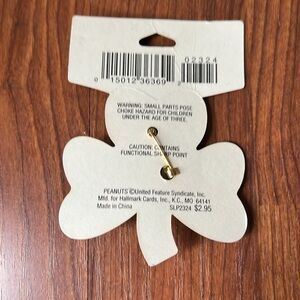 02324
0 15012 36369
WARNING: SMALL PARTS POSE
CHOKE HAZARD FOR CHILDREN
UNDER THE AGE OF THREE.
CAUTION: CONTAINS
FUNCTIONAL SHARP POINT
PEANUTS ©United Feature Syndicate, Inc.
Mfd. for Hallmark Cards, Inc., K.C., MO 64141
Made in China SLP2324 $2.95